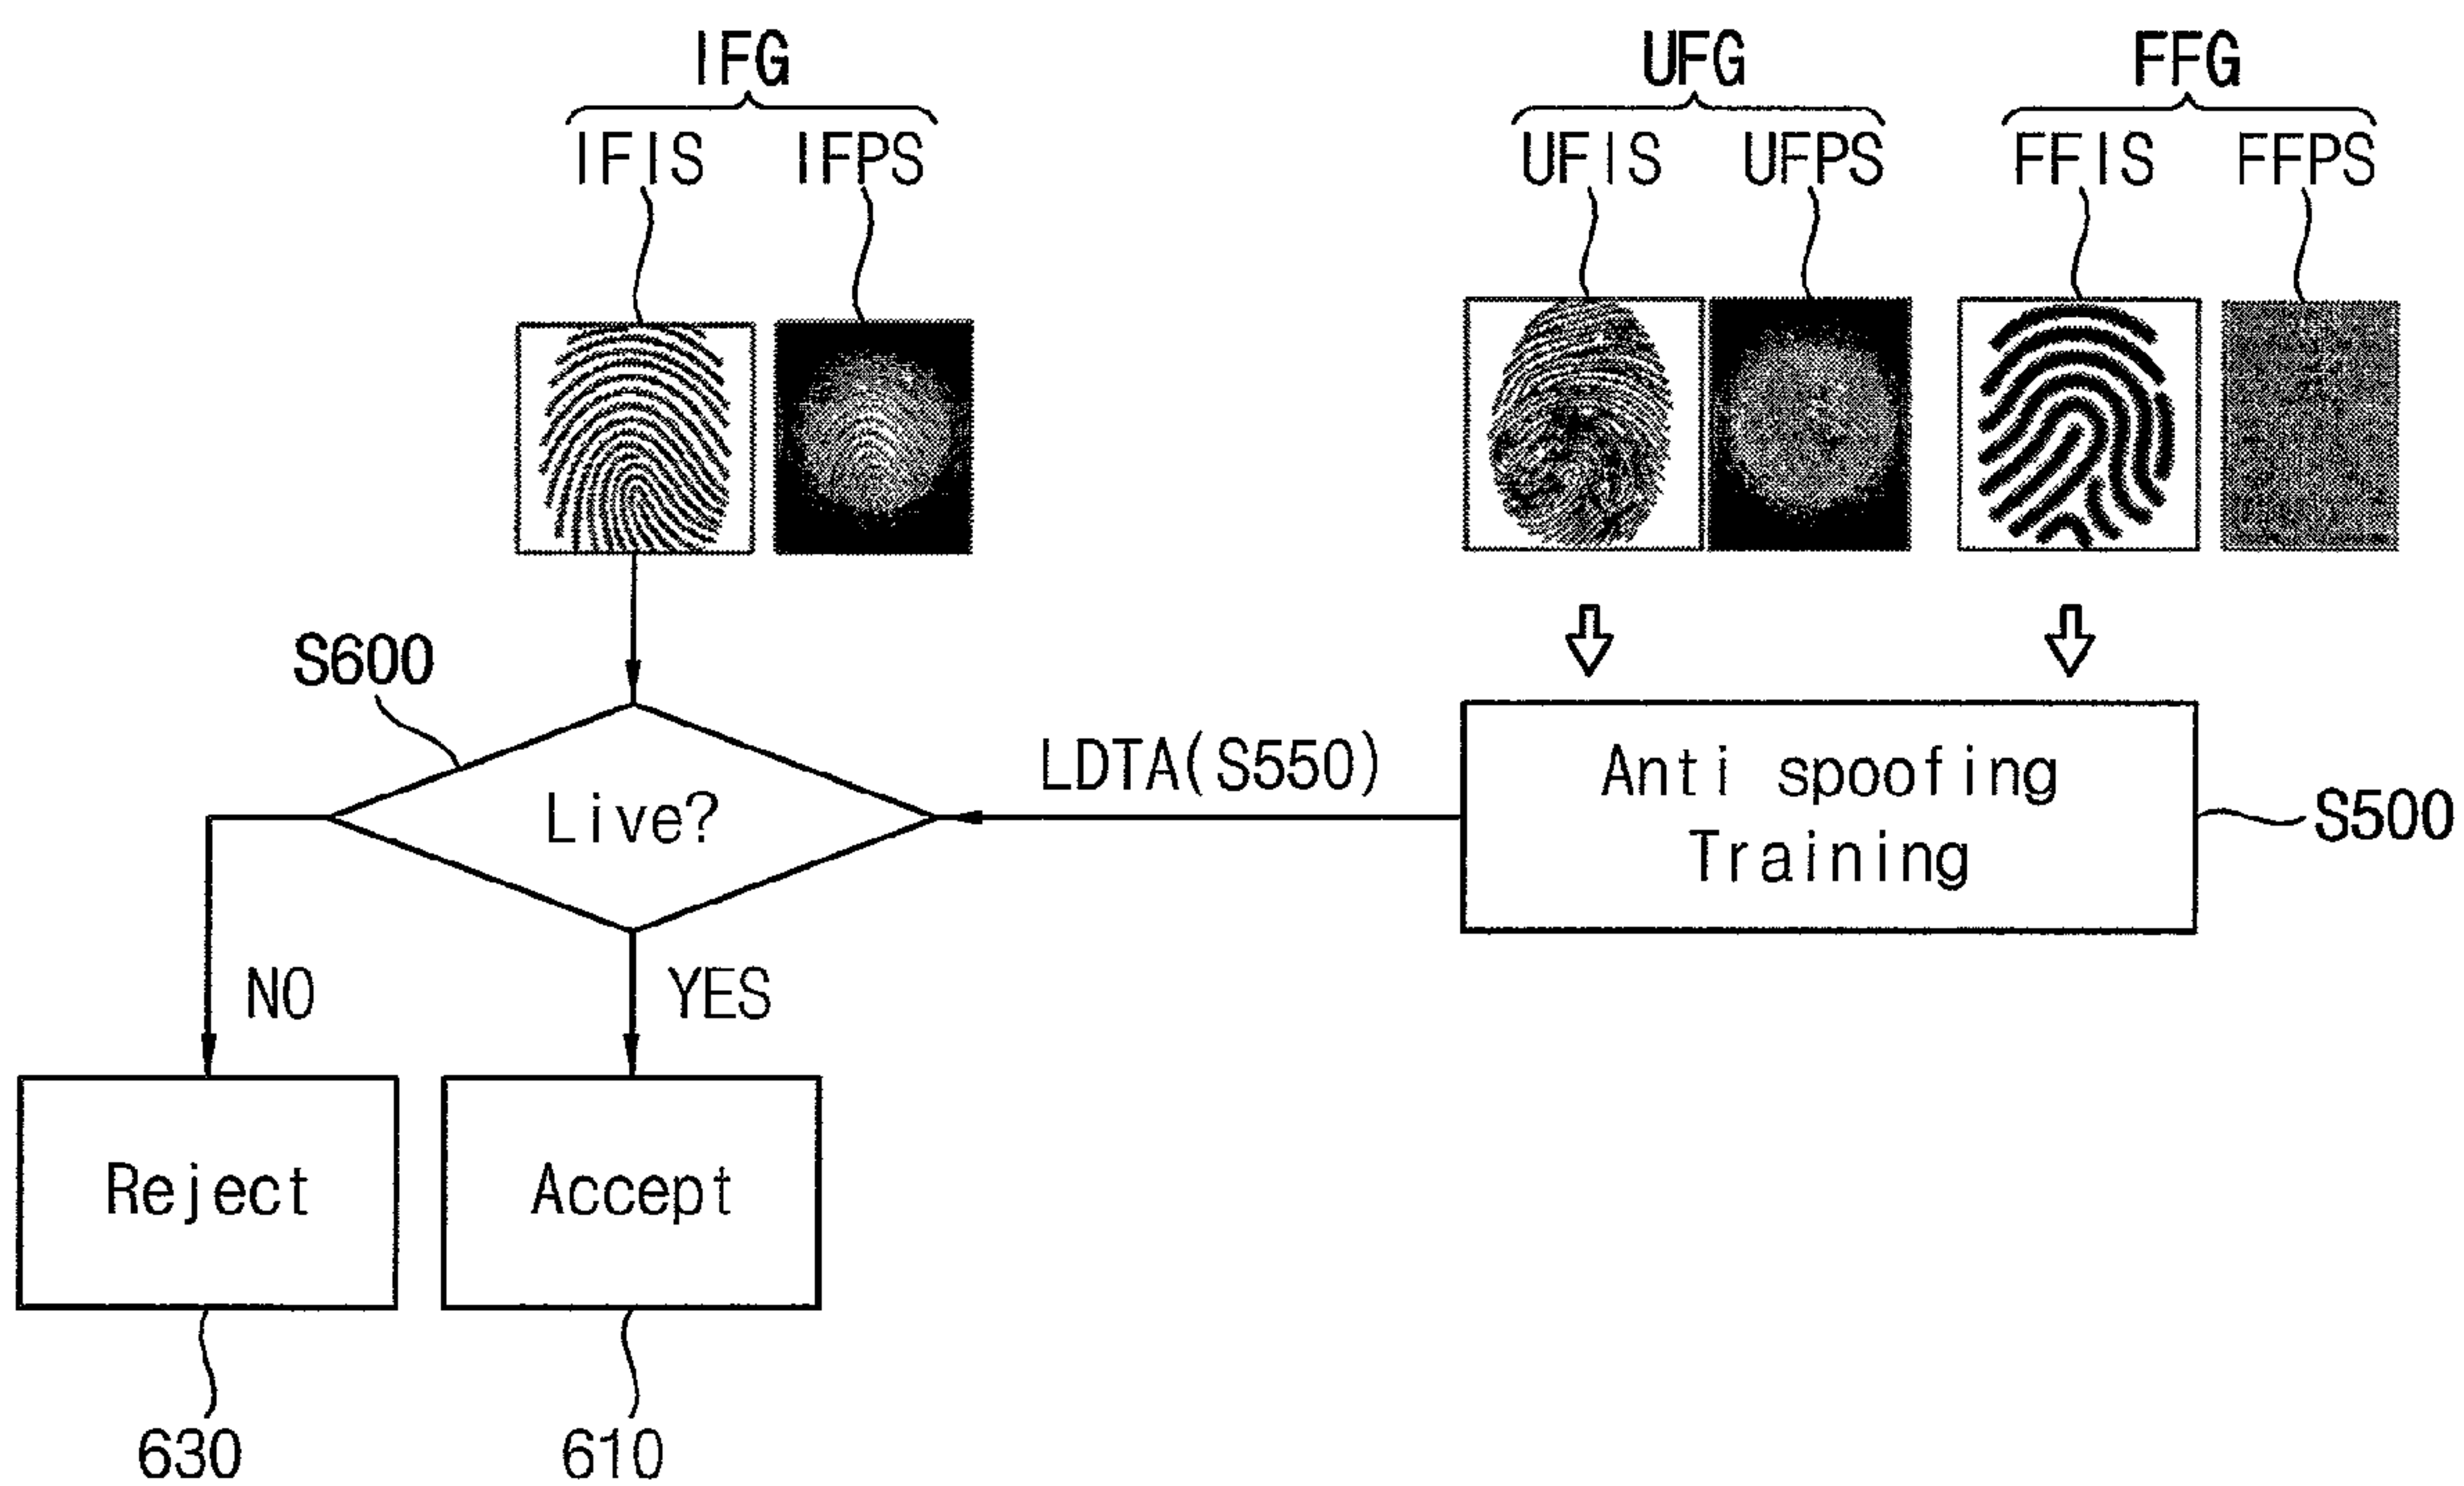 IFG
UFG
FFG
IFIS
IFPS
UFIS
UFPS
FFIS
FFPS
S600
Live?
LDTA(S550)
Anti spoofing
Training
S500
NO
YES
Reject
Accept
630
610